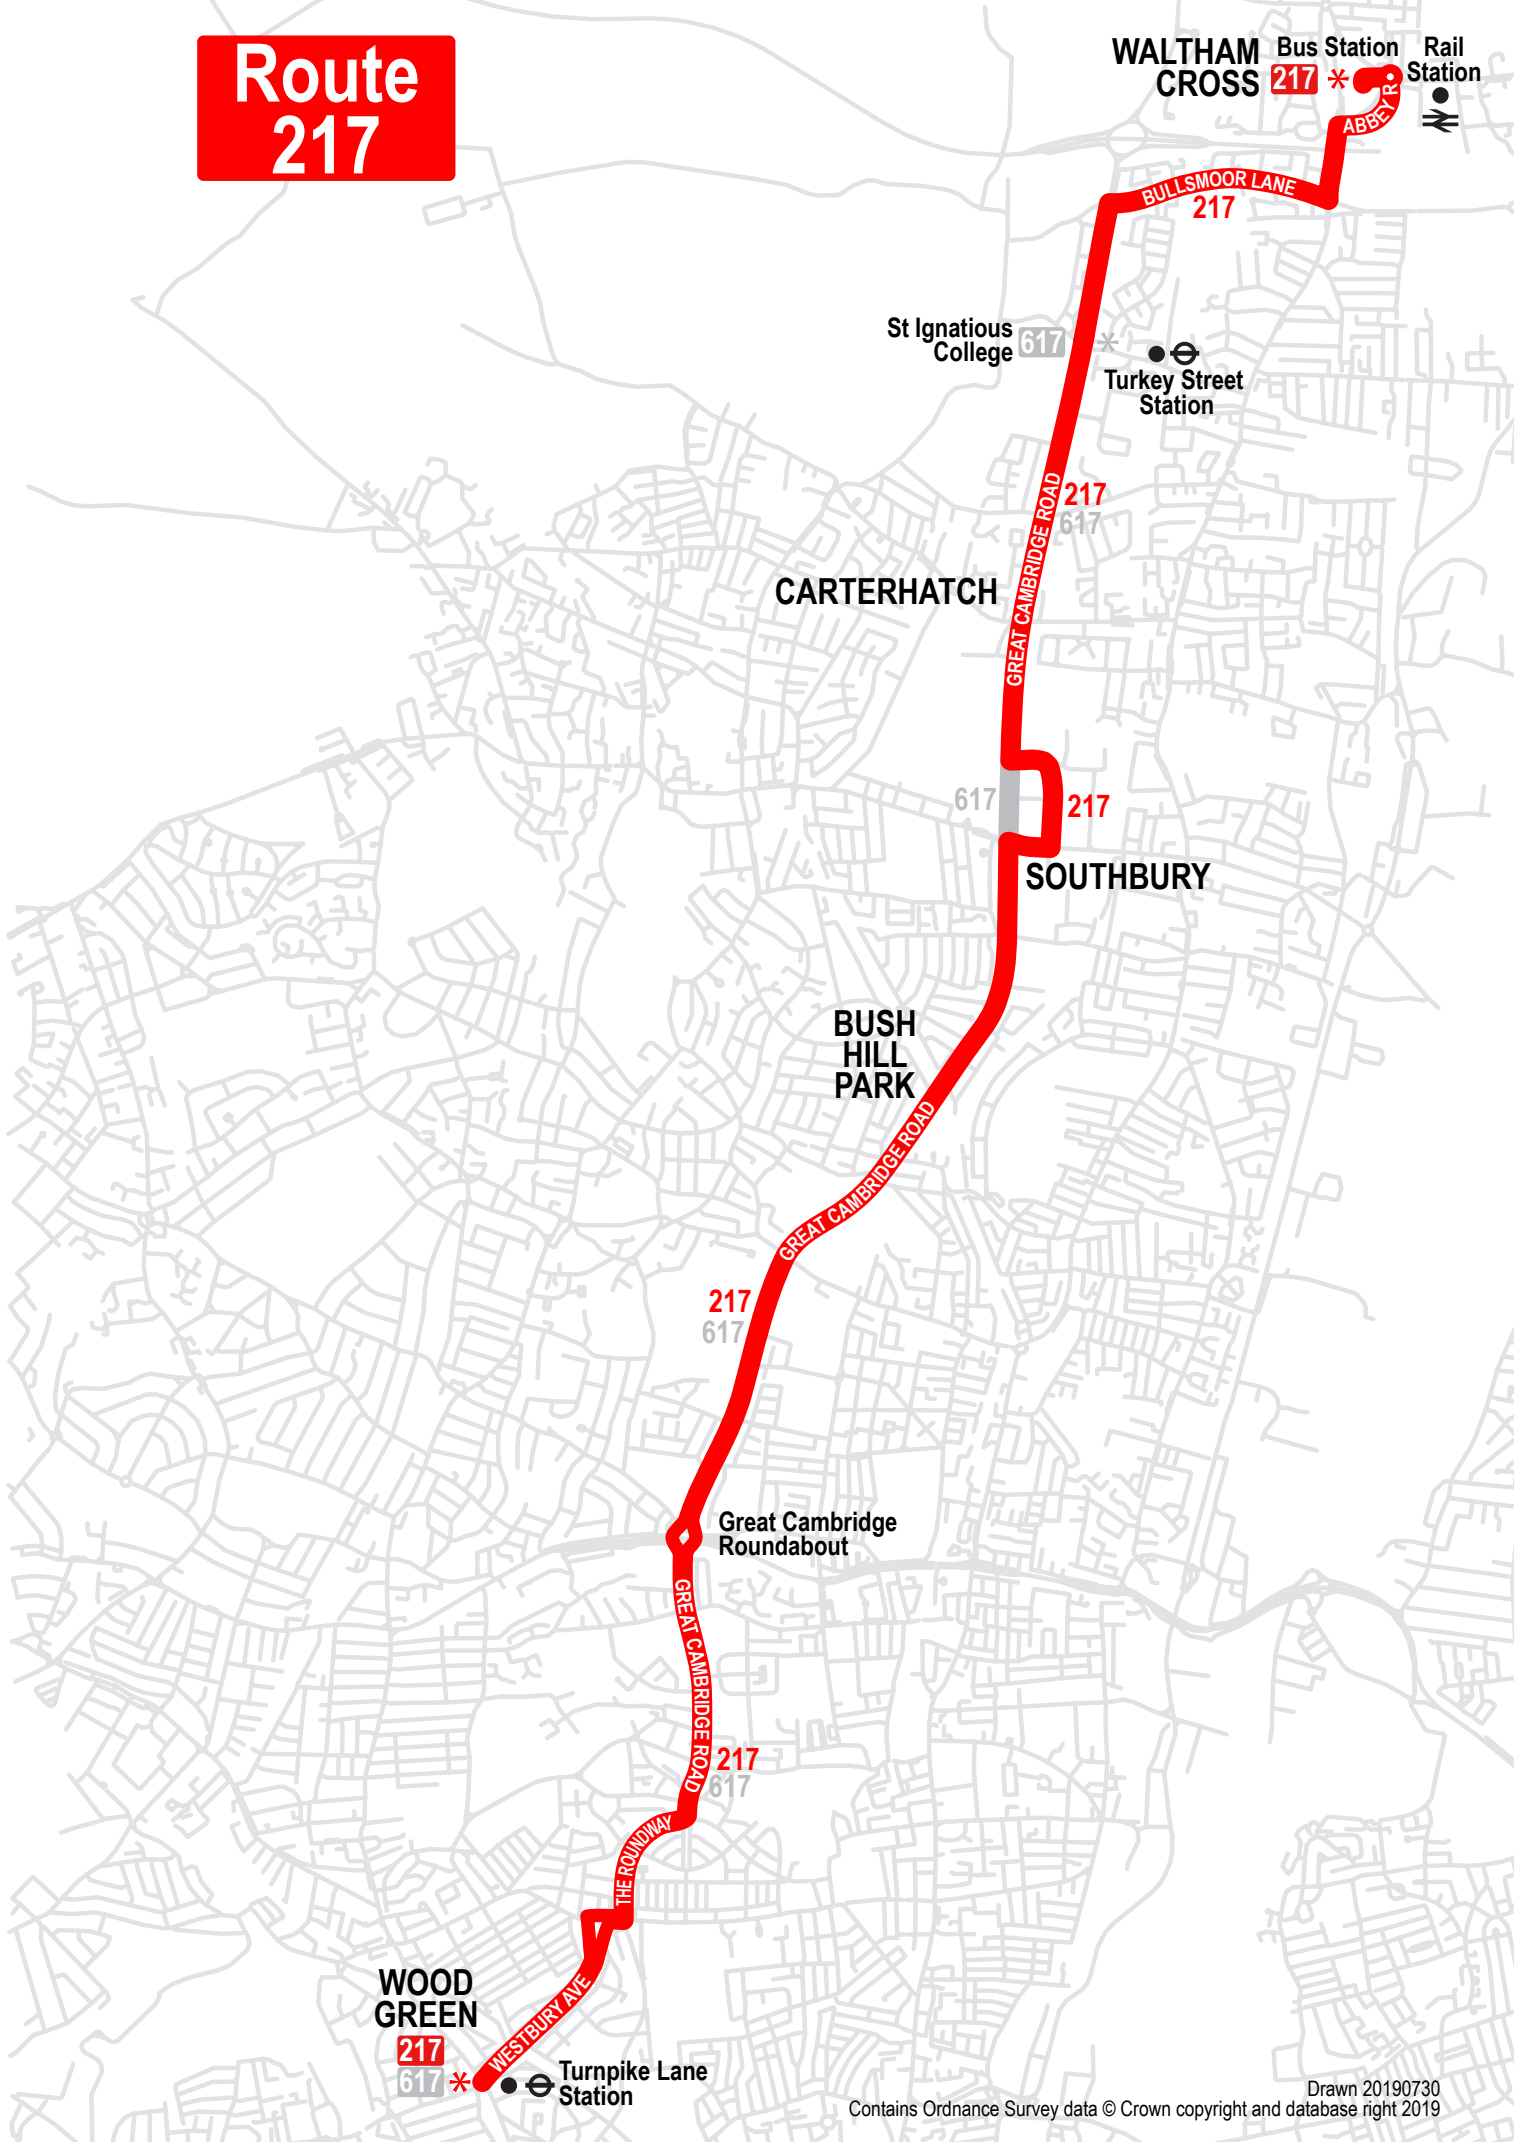 Route
217
WALTHAM
CROSS
Bus Station
217
Rail
Station
ABBEY R
BULLSMOOR LANE
217
St Ignatious
College
617
Turkey Street
Station
GREAT CAMBRIDGE ROAD
217
617
CARTERHATCH
617
217
SOUTHBURY
BUSH
HILL
PARK
GREAT CAMBRIDGE ROAD
217
617
Great Cambridge
Roundabout
GREAT CAMBRIDGE ROAD
217
617
THE ROUNDWAY
WESTBURY AVE
WOOD
GREEN
217
617
Turnpike Lane
Station
Drawn 20190730
Contains Ordnance Survey data © Crown copyright and database right 2019